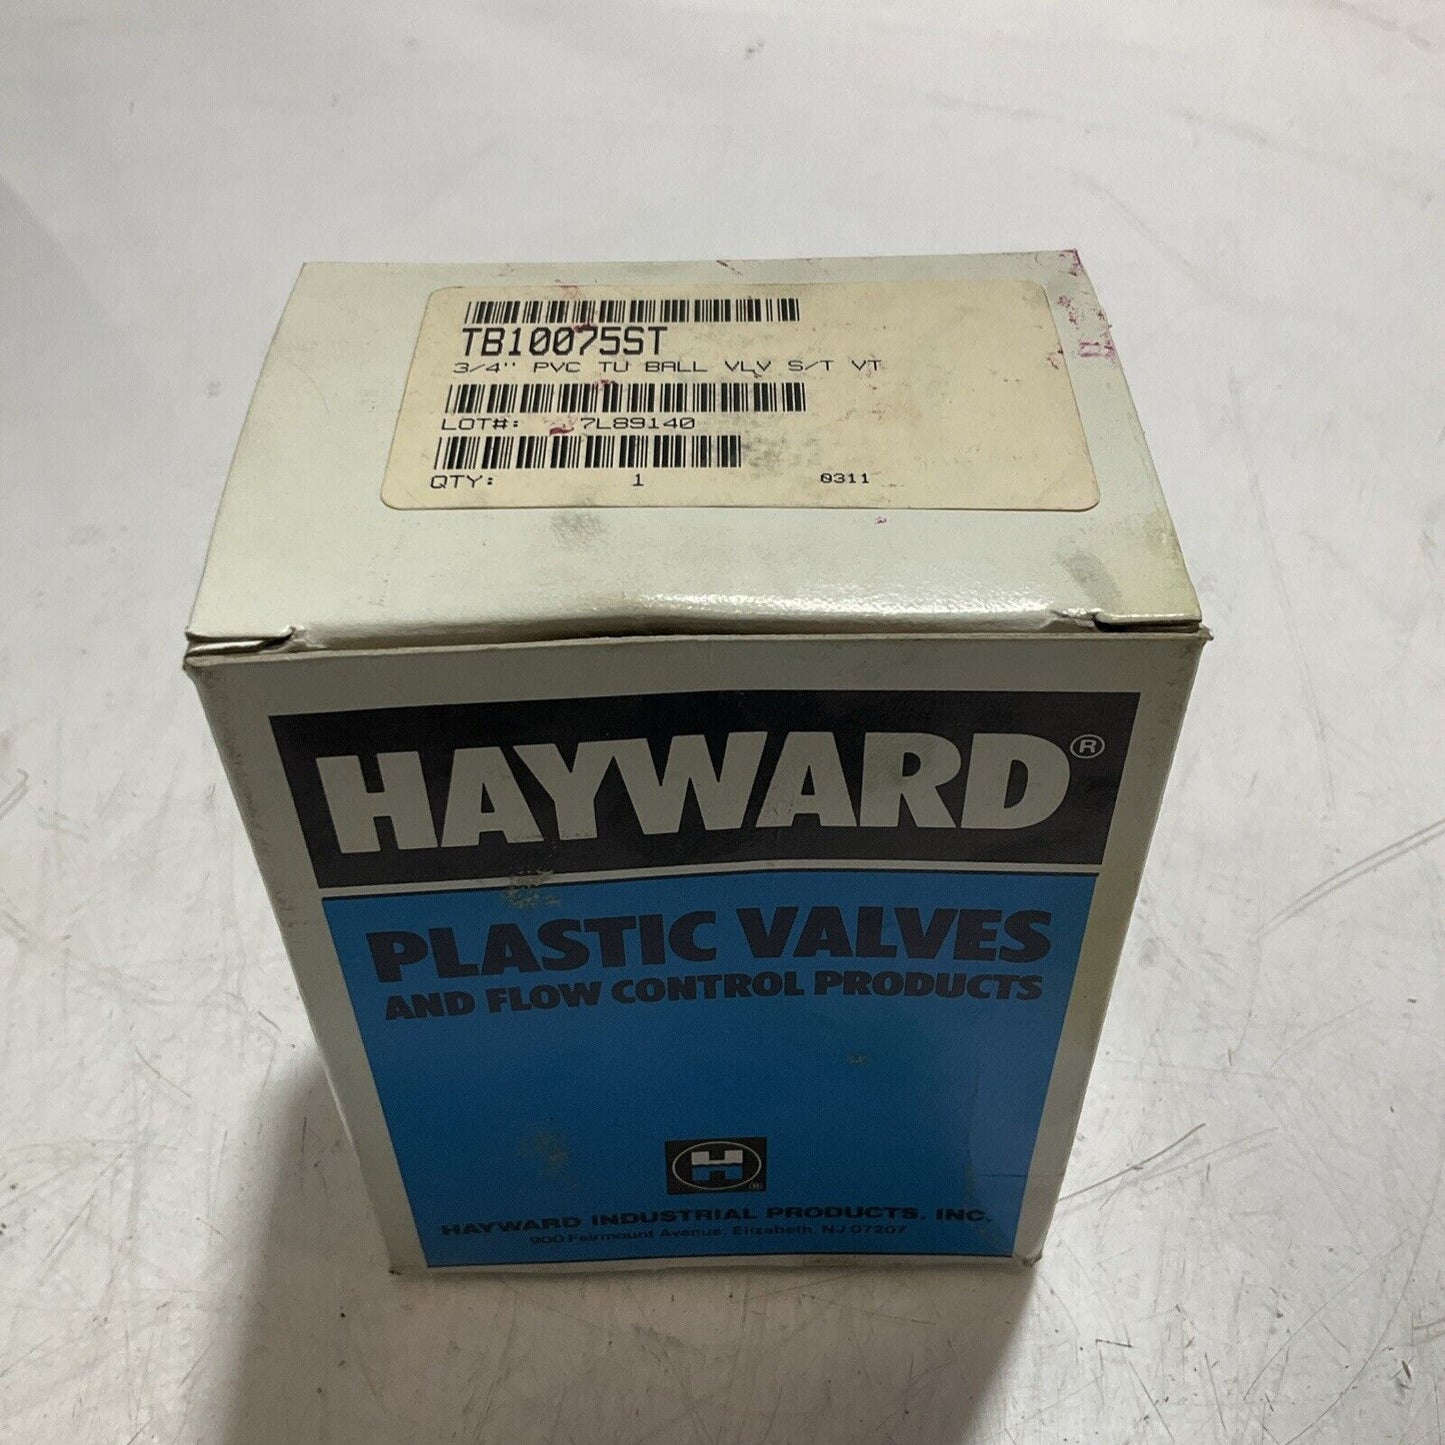 TB10075ST
3/4" PVC TU BALL VLV S/T VT
LOT#: 7L89140
QTY: 1 0311
HAYWARD®
PLASTIC VALVES
AND FLOW CONTROL PRODUCTS
H ®
HAYWARD INDUSTRIAL PRODUCTS, INC.
900 Fairmount Avenue, Elizabeth, NJ 07207